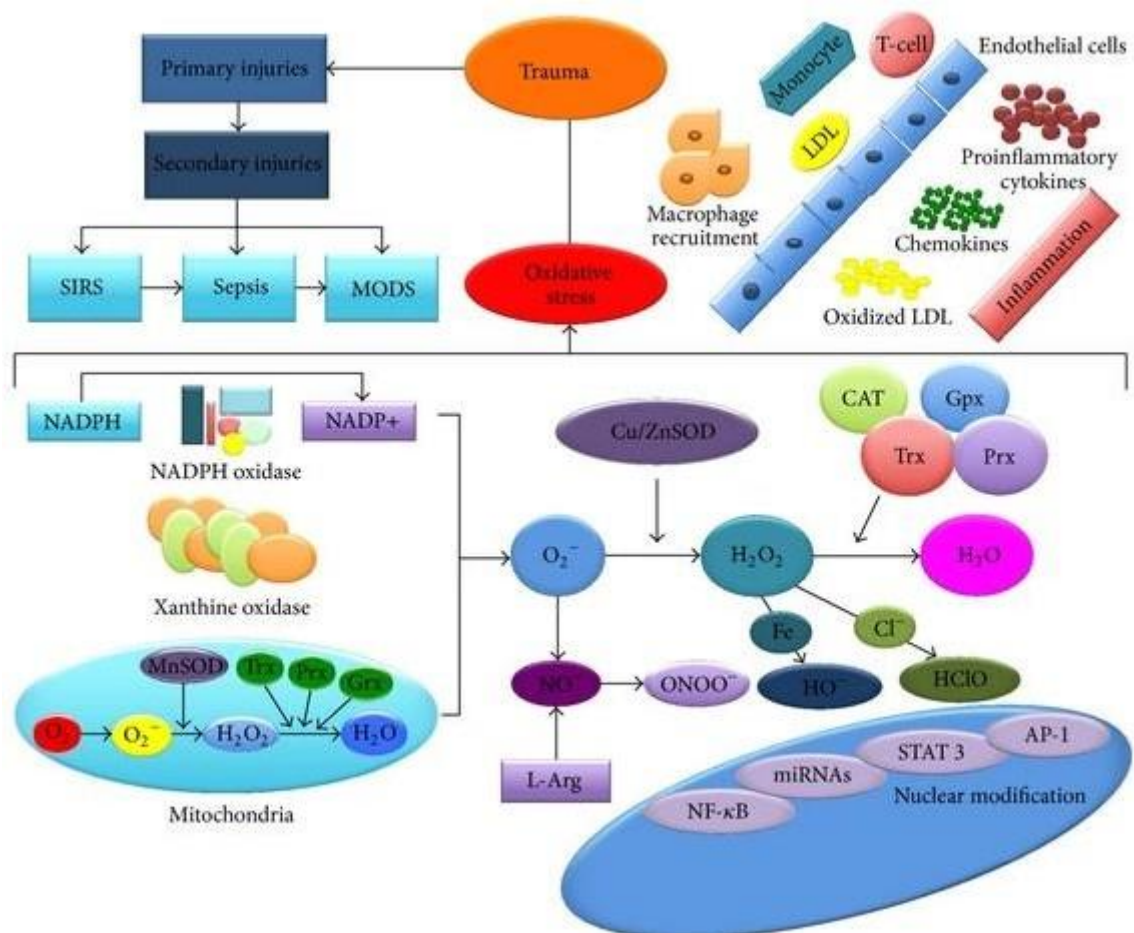 Primary injuries
Trauma
Monocyte
T-cell
Endothelial cells
Secondary injuries
LDL
Proinflammatory
cytokines
Macrophage
recruitment
Chemokines
SIRS
Sepsis
MODS
Oxidative
stress
Oxidized LDL
Inflammation
NADPH
NADP+
NADPH oxidase
Cu/ZnSOD
CAT
Gpx
Trx
Prx
Xanthine oxidase
O₂⁻
H₂O₂
H₂O
Fe
Cl⁻
MnSOD
Trx
Prx
Grx
NO⁻
ONOO⁻
HO⁻
HClO
O₂
O₂⁻
H₂O₂
H₂O
Mitochondria
L-Arg
AP-1
STAT 3
miRNAs
Nuclear modification
NF-κB